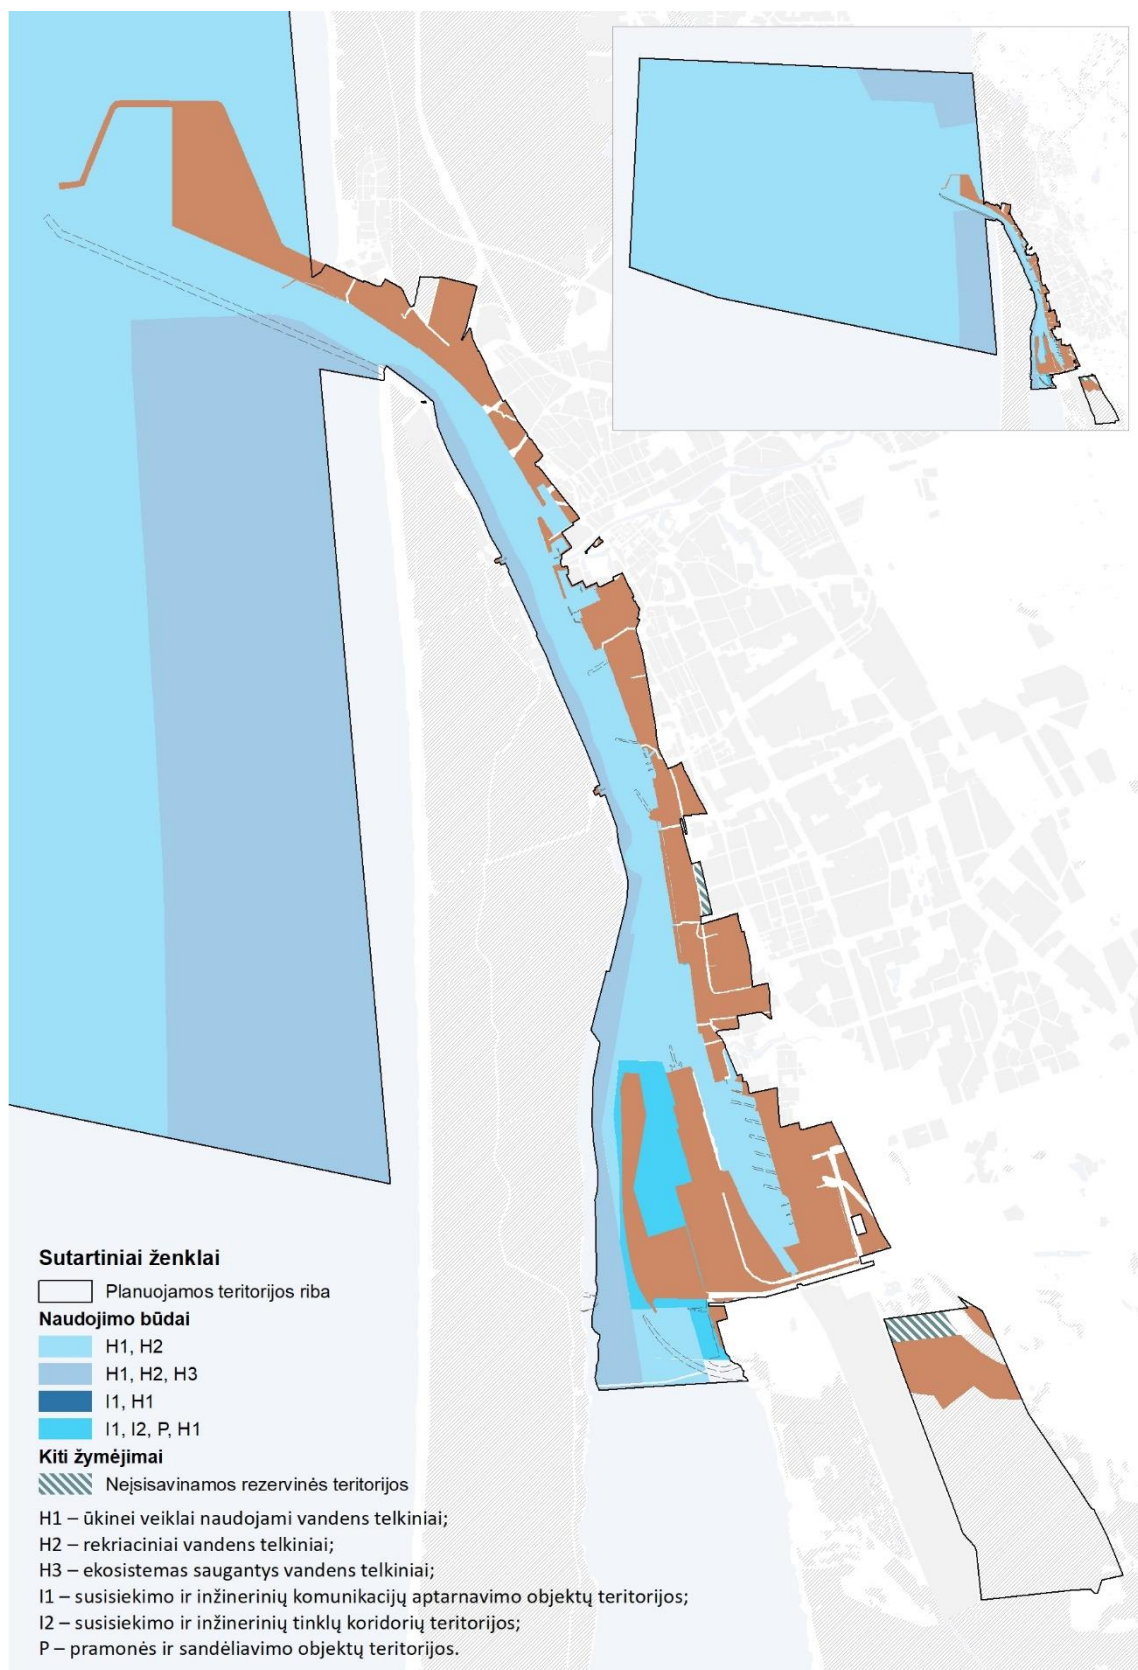 Sutartiniai ženklai
Planuojamos teritorijos riba
Naudojimo būdai
H1, H2
H1, H2, H3
I1, H1
I1, I2, P, H1
Kiti žymėjimai
Neįsisavinamos rezervinės teritorijos
H1 – ūkinei veiklai naudojami vandens telkiniai;
H2 – rekriaciniai vandens telkiniai;
H3 – ekosistemas saugantys vandens telkiniai;
I1 – susisiekimo ir inžinerinių komunikacijų aptarnavimo objektų teritorijos;
I2 – susisiekimo ir inžinerinių tinklų koridorių teritorijos;
P – pramonės ir sandėliavimo objektų teritorijos.